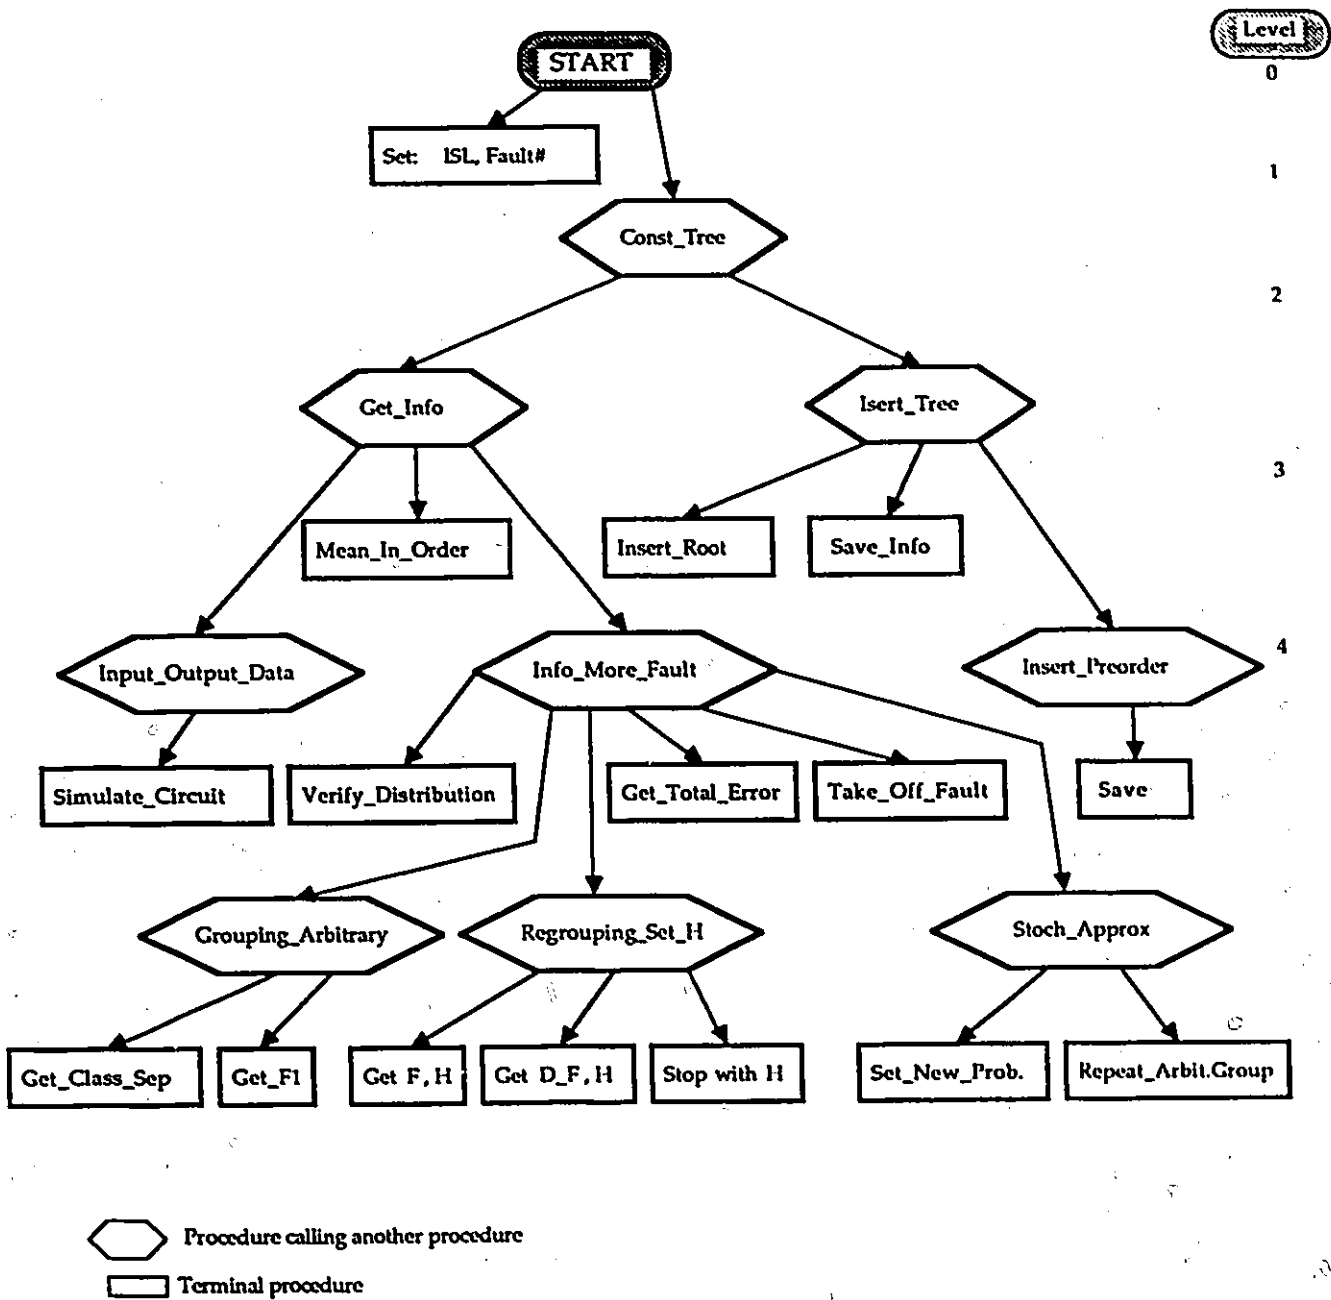 Level
START
0
Set: ISL, Fault#
1
Const_Tree
2
Get_Info
Isert_Tree
3
Mean_In_Order
Insert_Root
Save_Info
4
Input_Output_Data
Info_More_Fault
Insert_Preorder
Simulate_Circuit
Verify_Distribution
Get_Total_Error
Take_Off_Fault
Save
Grouping_Arbitrary
Regrouping_Set_H
Stoch_Approx
Get_Class_Sep
Get_F1
Get F, H
Get D_F, H
Stop with H
Set_New_Prob.
Repeat_Arbit.Group
Procedure calling another procedure
Terminal procedure